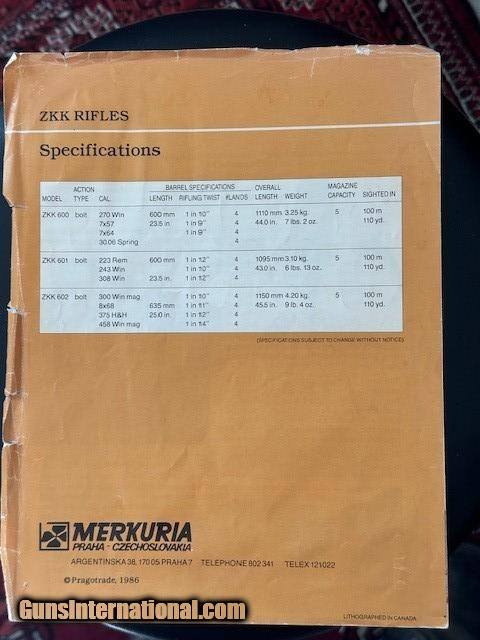 ZKK RIFLES
Specifications
ACTION BARREL SPECIFICATIONS OVERALL MAGAZINE
MODEL TYPE CAL. LENGTH RIFLING TWIST #LANDS LENGTH WEIGHT CAPACITY SIGHTED IN
ZKK 600 bolt 270 Win 600 mm 1 in 10" 4 1110 mm 3.25 kg. 5 100 m
7x57 23.5 in. 1 in 9" 4 44.0 in. 7 lbs. 2 oz. 110 yd.
7x64 1 in 9" 4
30.06 Spring 4
ZKK 601 bolt 223 Rem 600 mm 1 in 12" 4 1095 mm 3.10 kg. 5 100 m
243 Win 1 in 10" 4 43.0 in. 6 lbs. 13 oz. 110 yd.
308 Win 23.5 in. 1 in 12" 4
ZKK 602 bolt 300 Win mag 1 in 10" 4 1150 mm 4.20 kg. 5 100 m
8x68 635 mm 1 in 11" 4 45.5 in. 9 lb. 4 oz. 110 yd.
375 H&H 25.0 in. 1 in 12" 4
458 Win mag 1 in 14" 4
(SPECIFICATIONS SUBJECT TO CHANGE WITHOUT NOTICE)
MERKURIA
PRAHA - CZECHOSLOVAKIA
ARGENTINSKA 38, 170 05 PRAHA 7 TELEPHONE 802 341 TELEX 121022
© Pragotrade, 1986
GunsInternational.com
LITHOGRAPHED IN CANADA